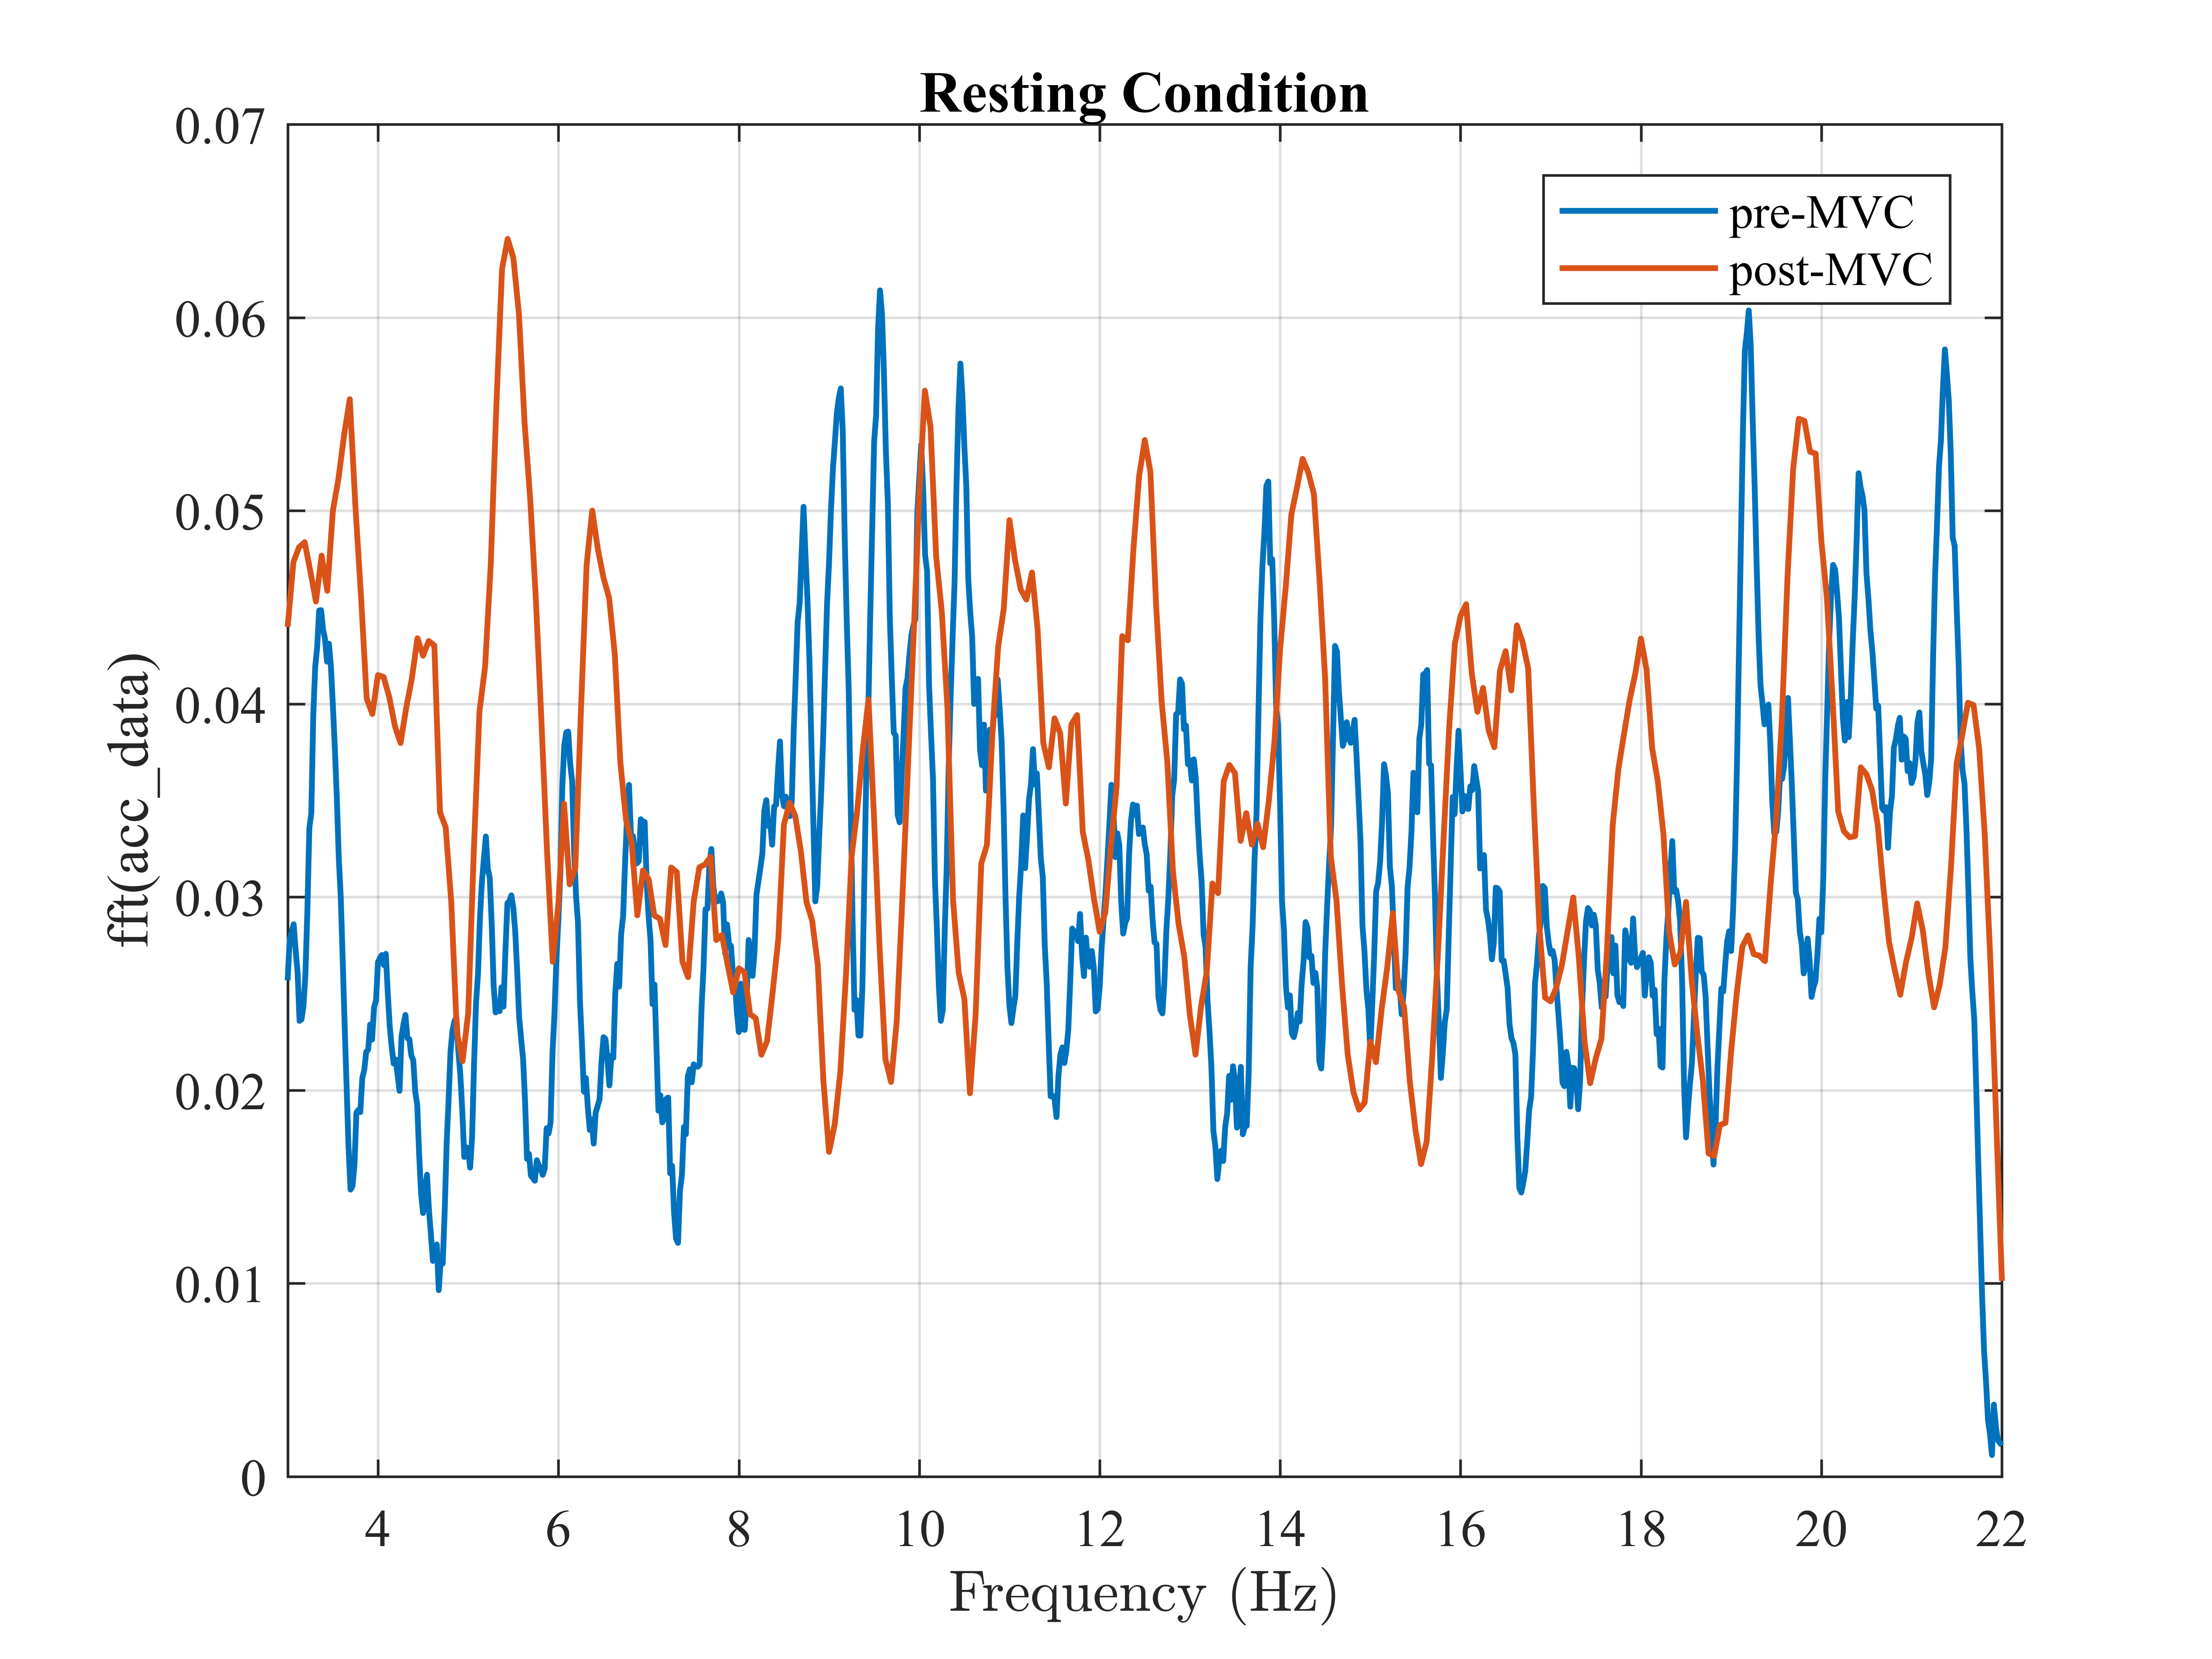 Resting Condition
0.07
0.06
0.05
0.04
0.03
0.02
0.01
0
fft(acc_data)
pre-MVC
post-MVC
4 6 8 10 12 14 16 18 20 22
Frequency (Hz)